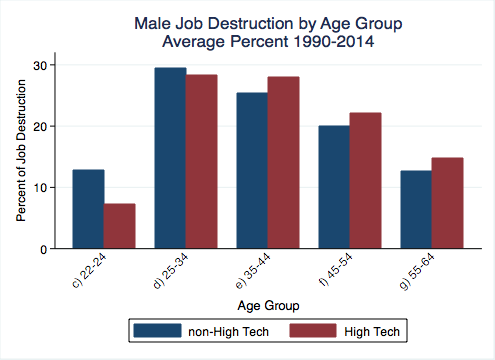 Male Job Destruction by Age Group
Average Percent 1990-2014
Percent of Job Destruction
30
20
10
0
c) 22-24
d) 25-34
e) 35-44
f) 45-54
g) 55-64
Age Group
non-High Tech
High Tech